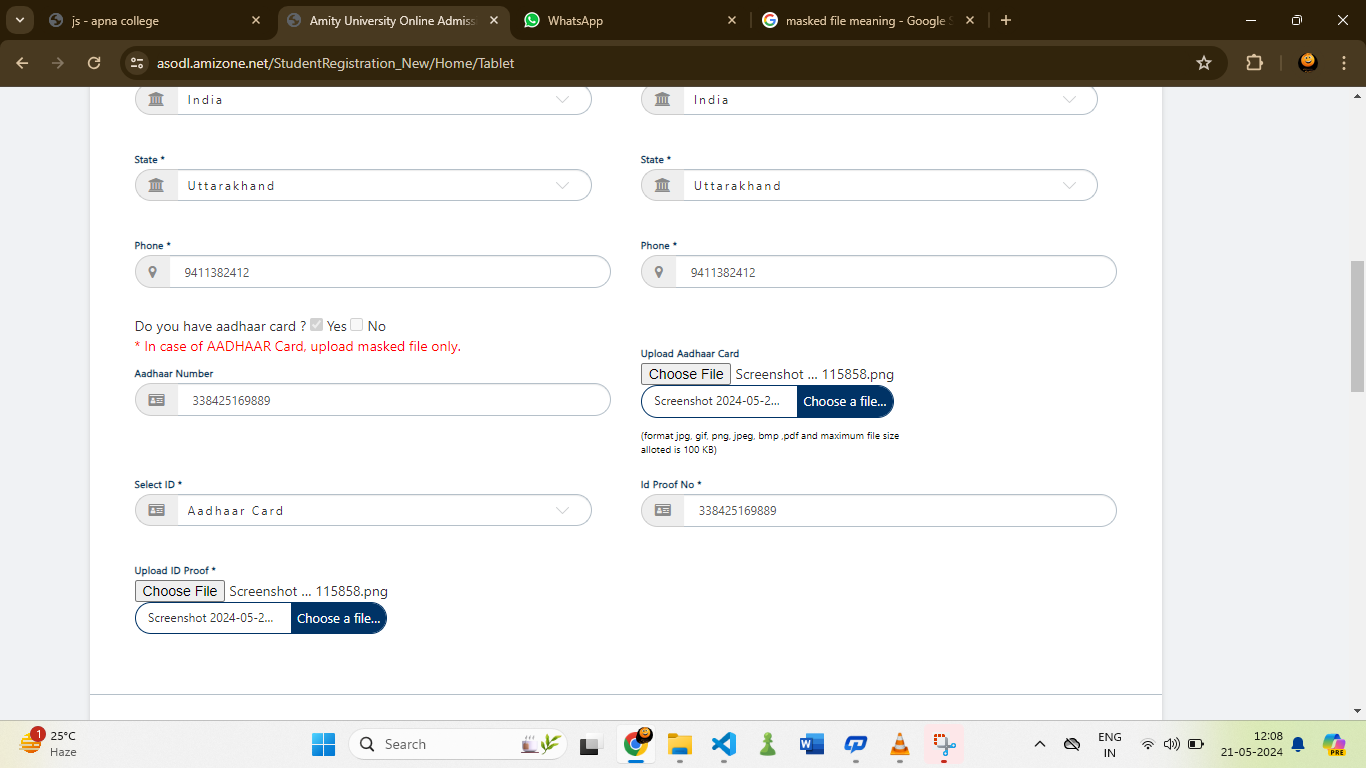 js - apna college
Amity University Online Admiss
WhatsApp
masked file meaning - Google S
asodl.amizone.net/StudentRegistration_New/Home/Tablet
India
India
State *
State *
Uttarakhand
Uttarakhand
Phone *
Phone *
9411382412
9411382412
Do you have aadhaar card ? Yes No
* In case of AADHAAR Card, upload masked file only.
Upload Aadhaar Card
Aadhaar Number
Choose File Screenshot ... 115858.png
338425169889
Screenshot 2024-05-2... Choose a file...
(format jpg, gif, png, jpeg, bmp ,pdf and maximum file size
alloted is 100 KB)
Select ID *
Id Proof No *
Aadhaar Card
338425169889
Upload ID Proof *
Choose File Screenshot ... 115858.png
Screenshot 2024-05-2... Choose a file...
1
25°C
Haze
Search
ENG
IN
12:08
21-05-2024
PRE